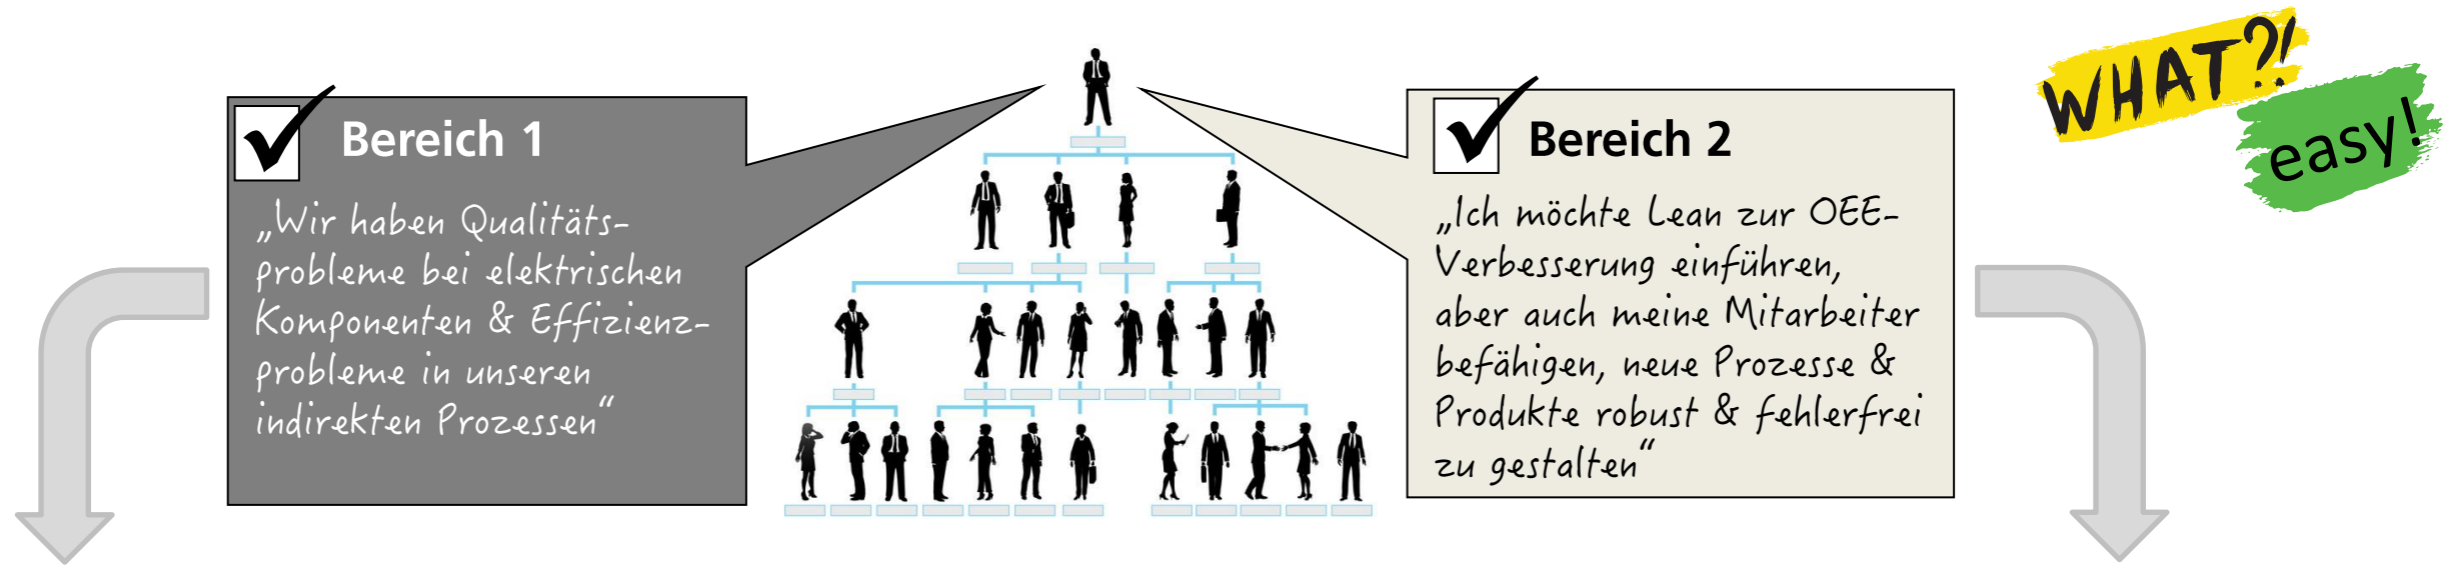 Bereich 1
„Wir haben Qualitäts-
probleme bei elektrischen
Komponenten & Effizienz-
probleme in unseren
indirekten Prozessen“
Bereich 2
„Ich möchte Lean zur OEE-
Verbesserung einführen,
aber auch meine Mitarbeiter
befähigen, neue Prozesse &
Produkte robust & fehlerfrei
zu gestalten“
WHAT?!
easy!